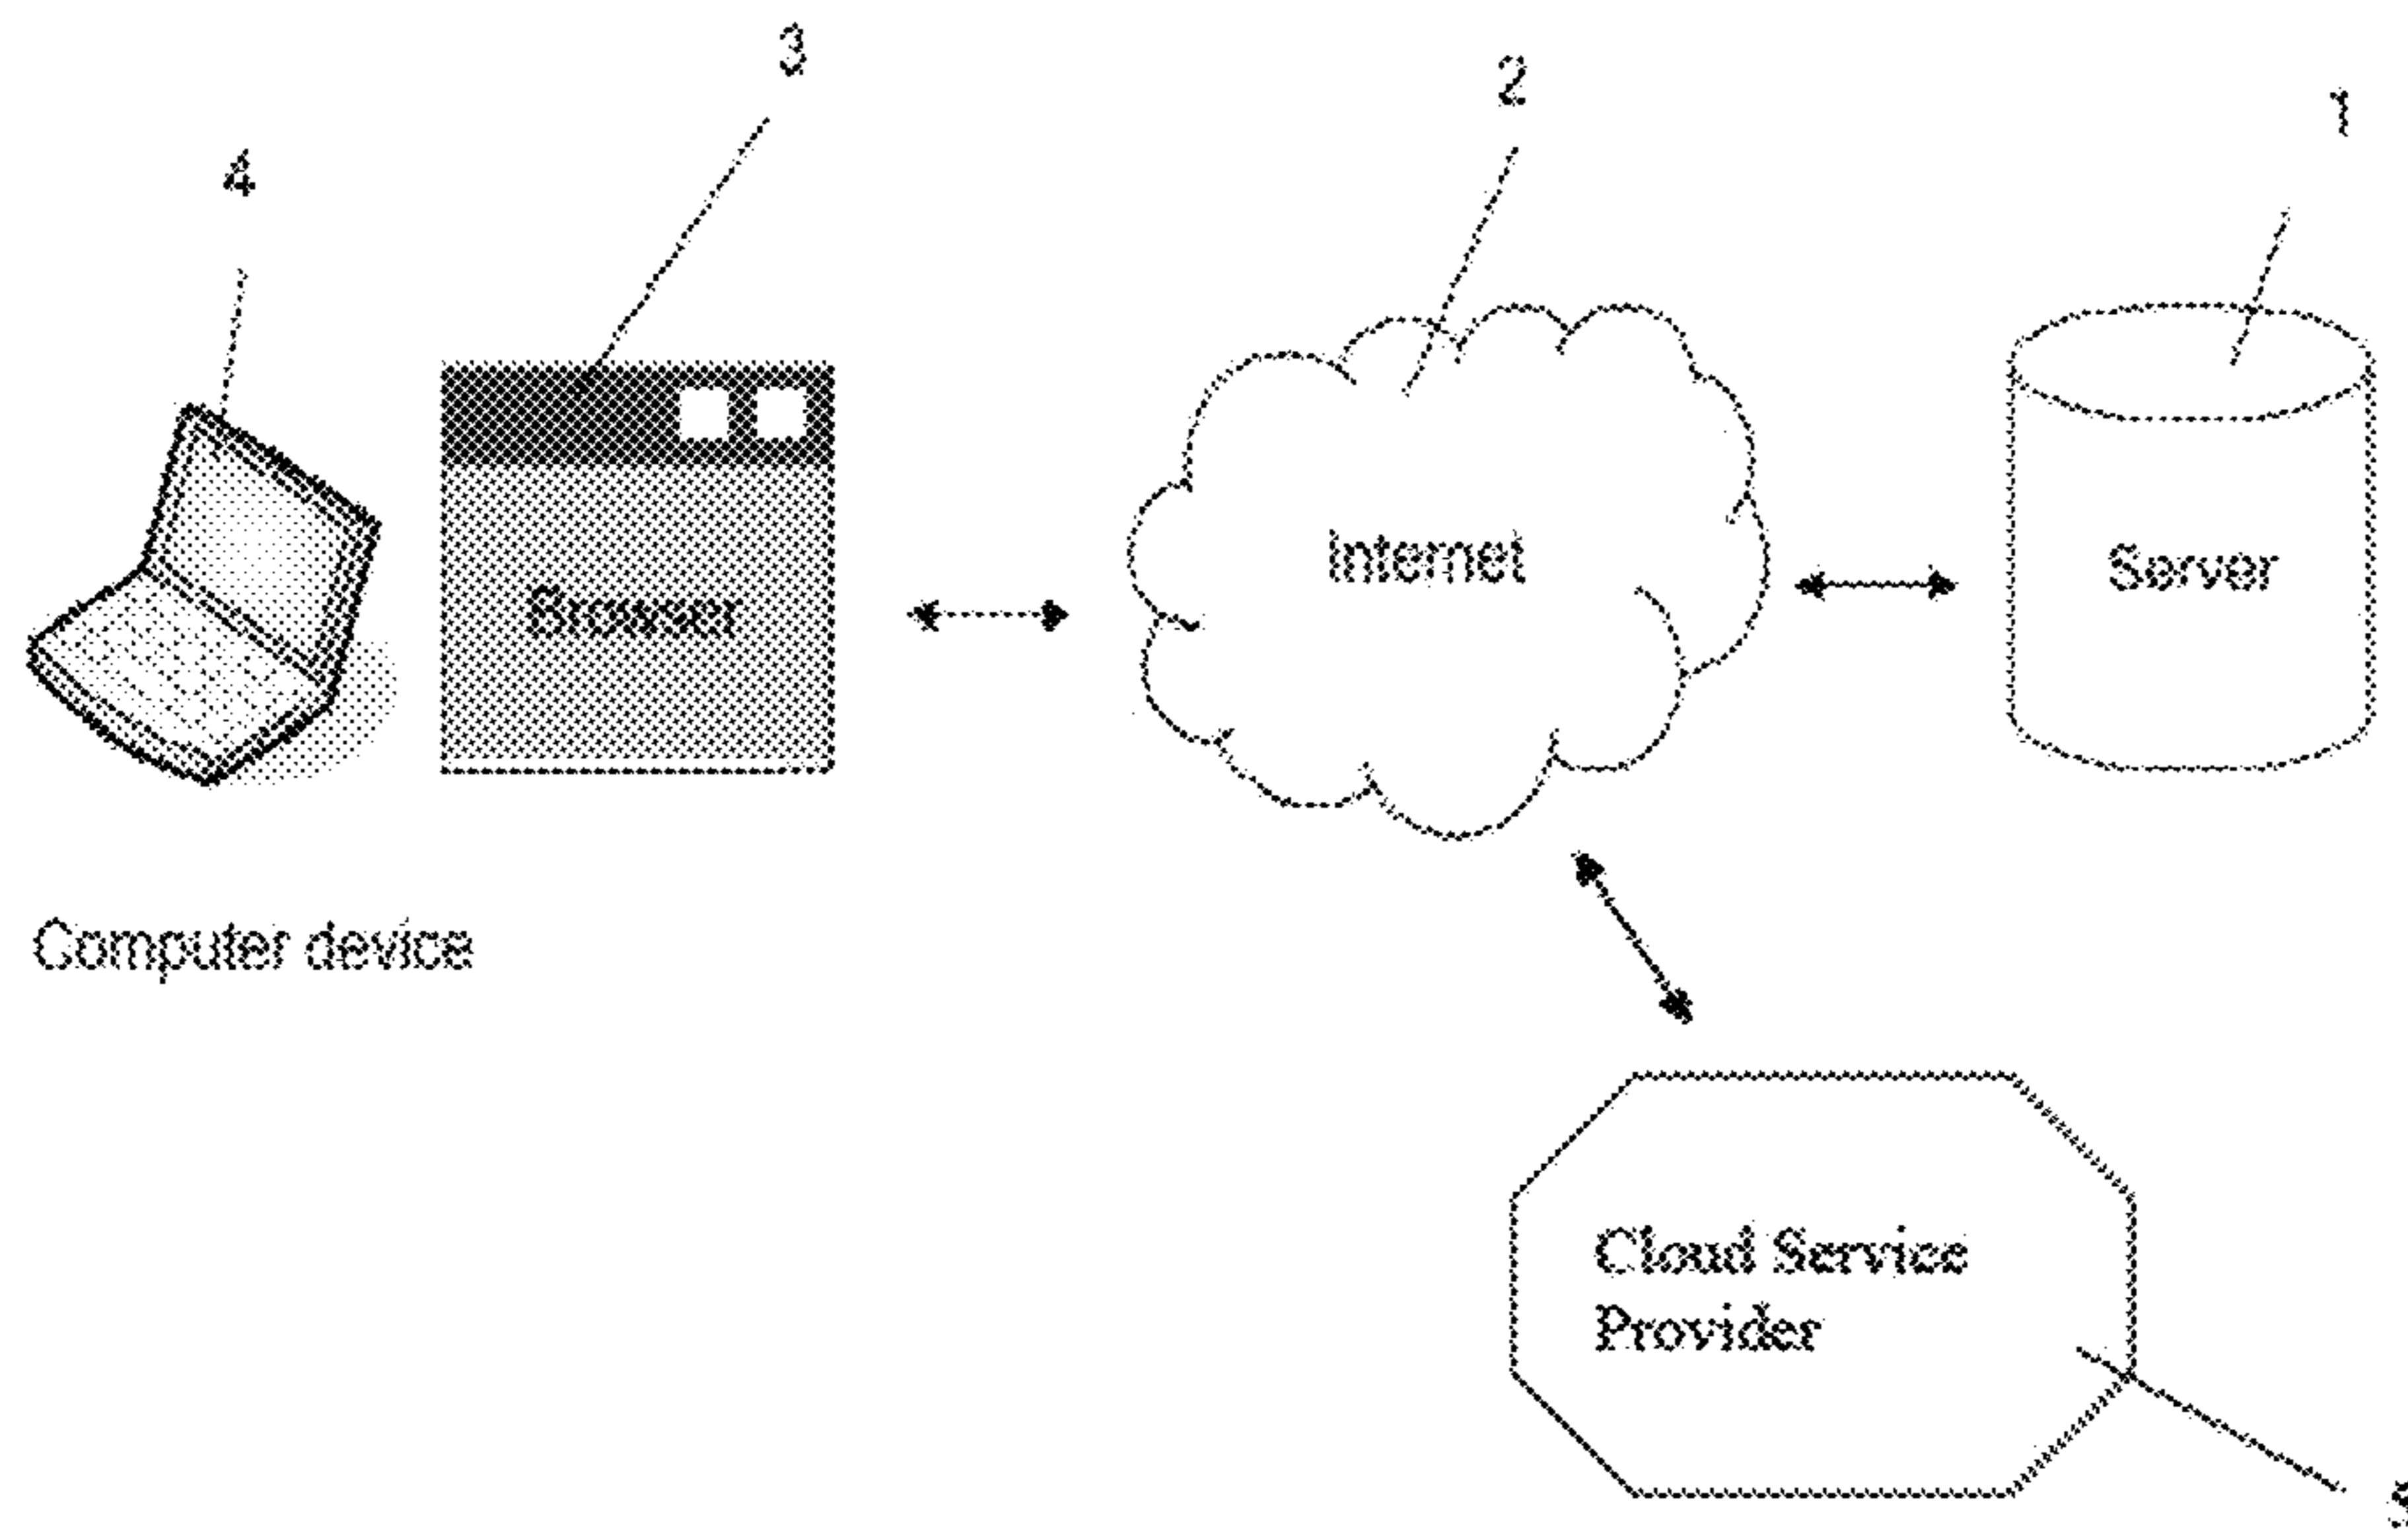 3
2
1
4
Internet
Server
Browser
Computer device
Cloud Service
Provider